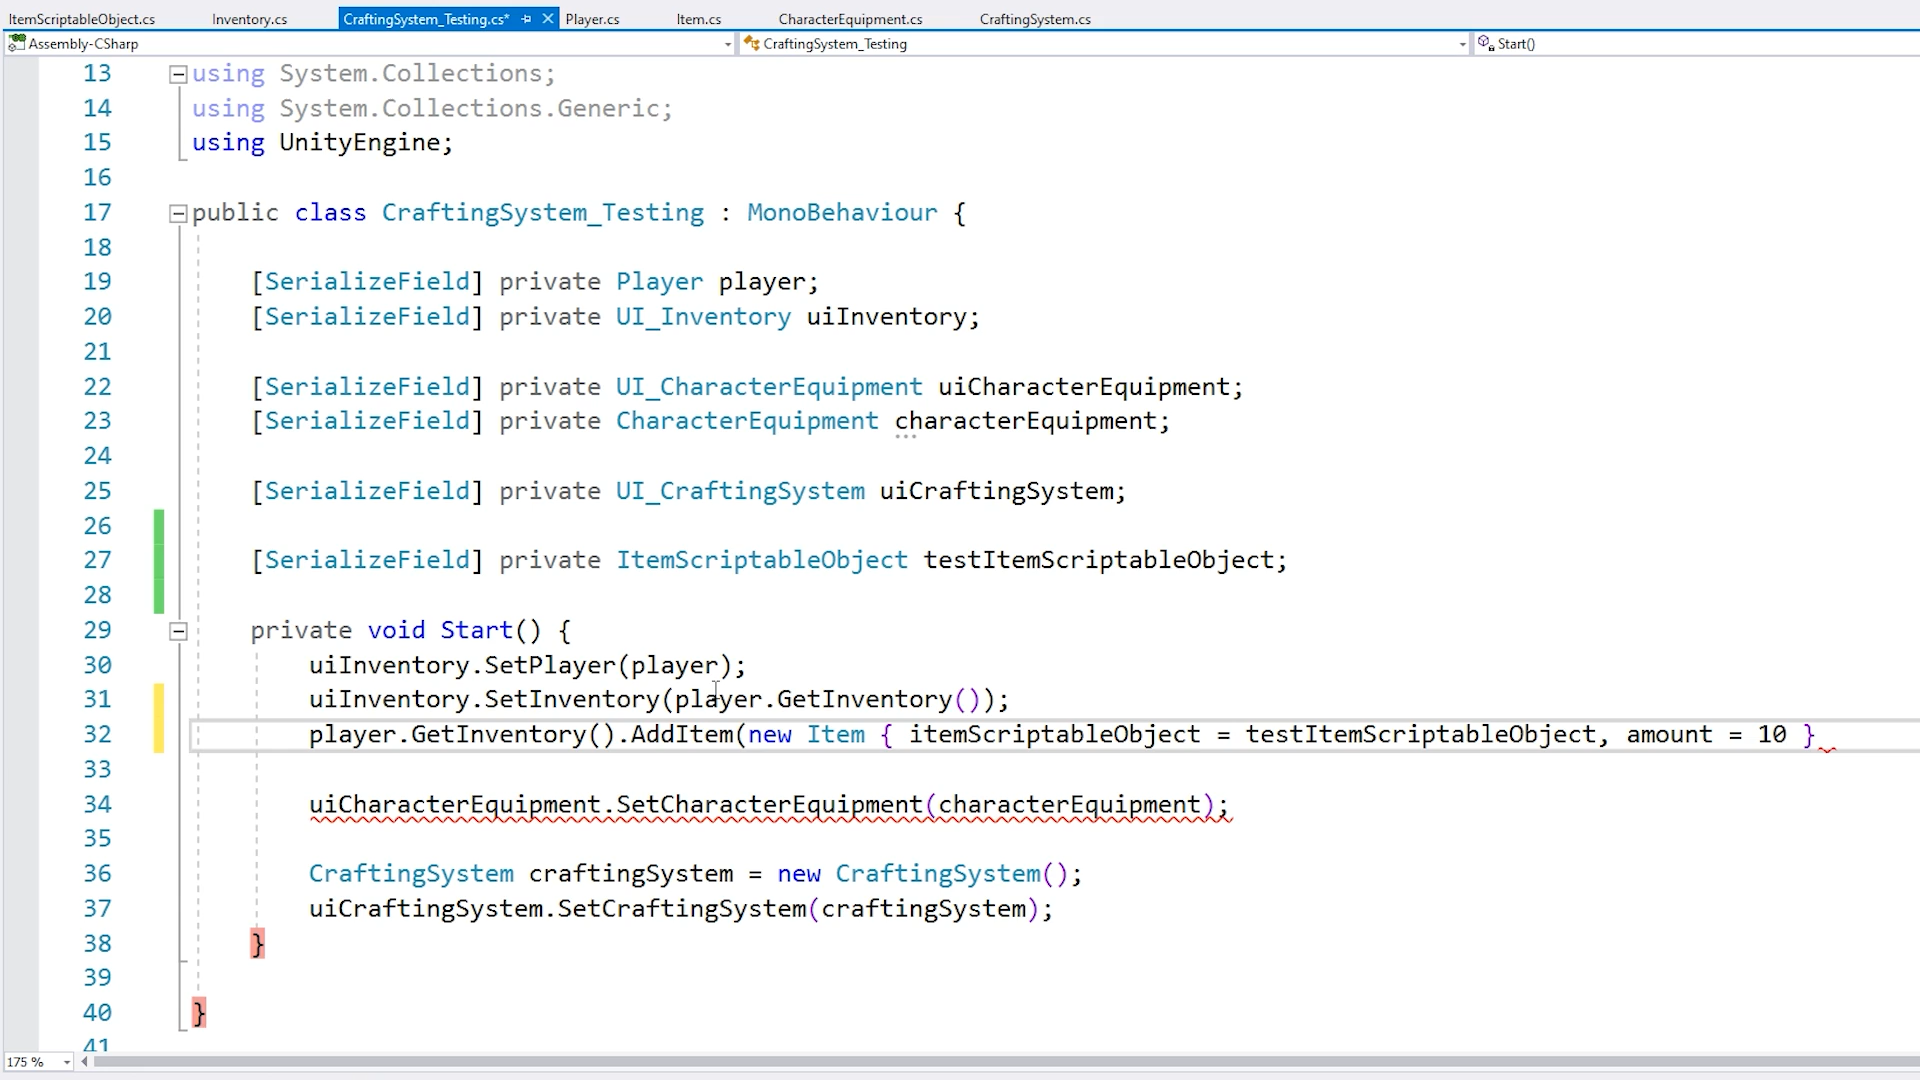 ItemScriptableObject.cs Inventory.cs CraftingSystem_Testing.cs* Player.cs Item.cs CharacterEquipment.cs CraftingSystem.cs
Assembly-CSharp CraftingSystem_Testing Start()
13 using System.Collections;
14 using System.Collections.Generic;
15 using UnityEngine;
16
17 public class CraftingSystem_Testing : MonoBehaviour {
18
19 [SerializeField] private Player player;
20 [SerializeField] private UI_Inventory uiInventory;
21
22 [SerializeField] private UI_CharacterEquipment uiCharacterEquipment;
23 [SerializeField] private CharacterEquipment characterEquipment;
24
25 [SerializeField] private UI_CraftingSystem uiCraftingSystem;
26
27 [SerializeField] private ItemScriptableObject testItemScriptableObject;
28
29 private void Start() {
30 uiInventory.SetPlayer(player);
31 uiInventory.SetInventory(player.GetInventory());
32 player.GetInventory().AddItem(new Item { itemScriptableObject = testItemScriptableObject, amount = 10 }
33
34 uiCharacterEquipment.SetCharacterEquipment(characterEquipment);
35
36 CraftingSystem craftingSystem = new CraftingSystem();
37 uiCraftingSystem.SetCraftingSystem(craftingSystem);
38 }
39
40 }
41
175 %